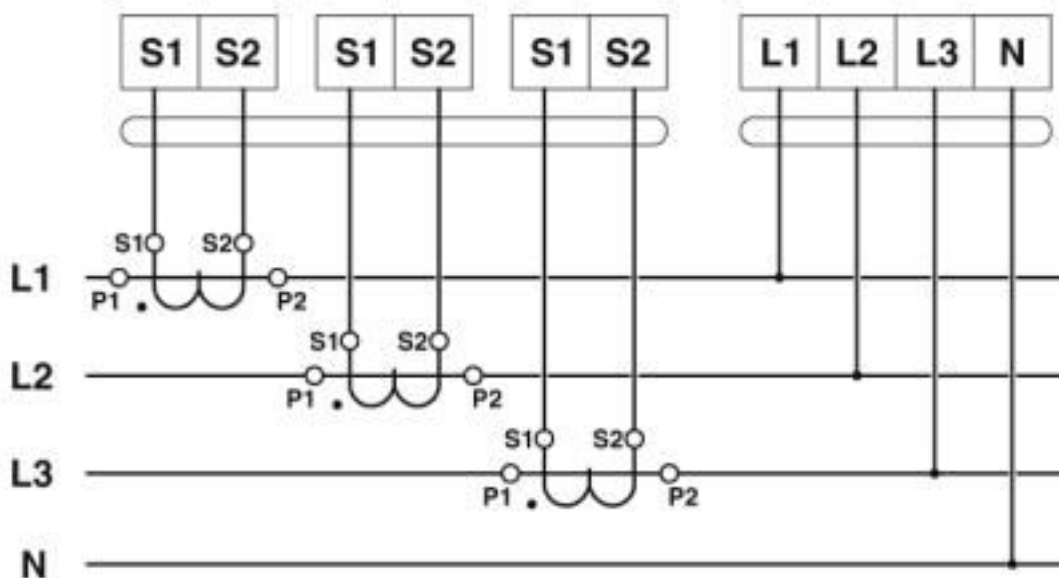 S1 S2 S1 S2 S1 S2 L1 L2 L3 N
S1 S2
L1
P1 P2
S1 S2
L2
P1 P2
S1 S2
L3
P1 P2
N